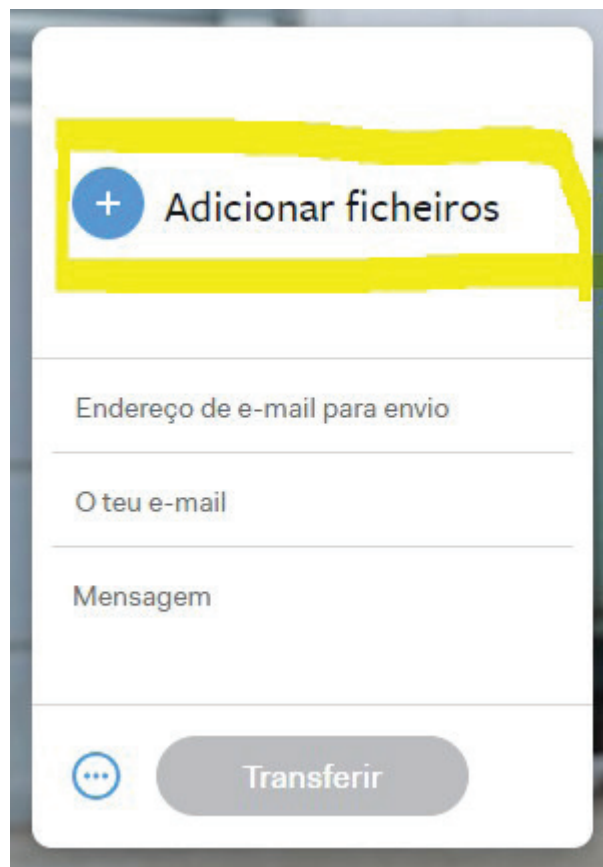 Adicionar ficheiros
Endereço de e-mail para envio
O teu e-mail
Mensagem
Transferir